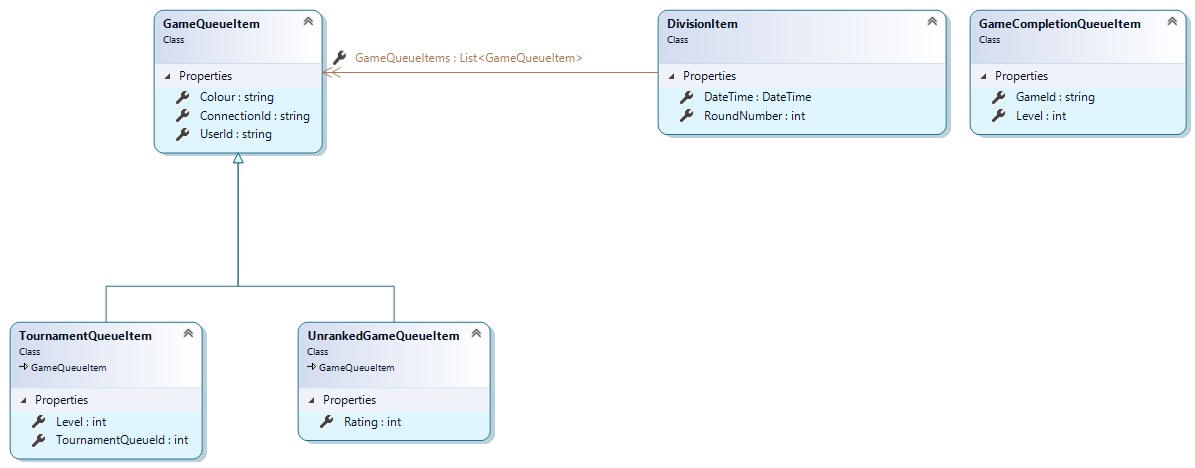 GameQueueItem
Class
Properties
Colour : string
ConnectionId : string
UserId : string
GameQueueItems : List<GameQueueItem>
DivisionItem
Class
Properties
DateTime : DateTime
RoundNumber : int
GameCompletionQueueItem
Class
Properties
GameId : string
Level : int
TournamentQueueItem
Class
GameQueueItem
Properties
Level : int
TournamentQueueId : int
UnrankedGameQueueItem
Class
GameQueueItem
Properties
Rating : int